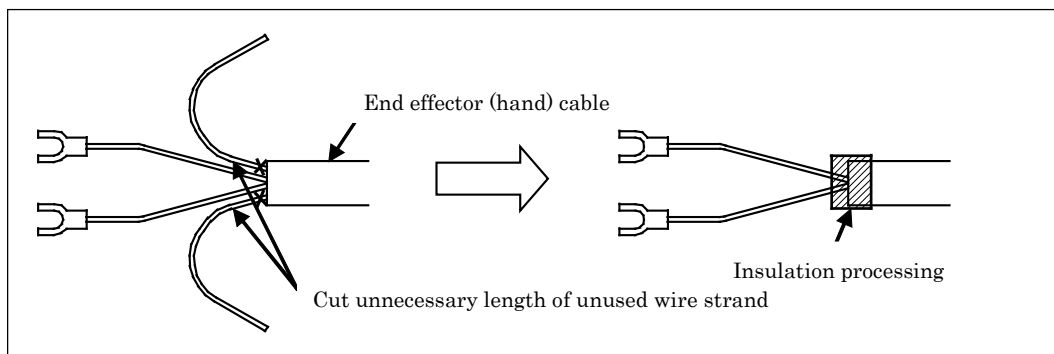 End effector (hand) cable
Insulation processing
Cut unnecessary length of unused wire strand